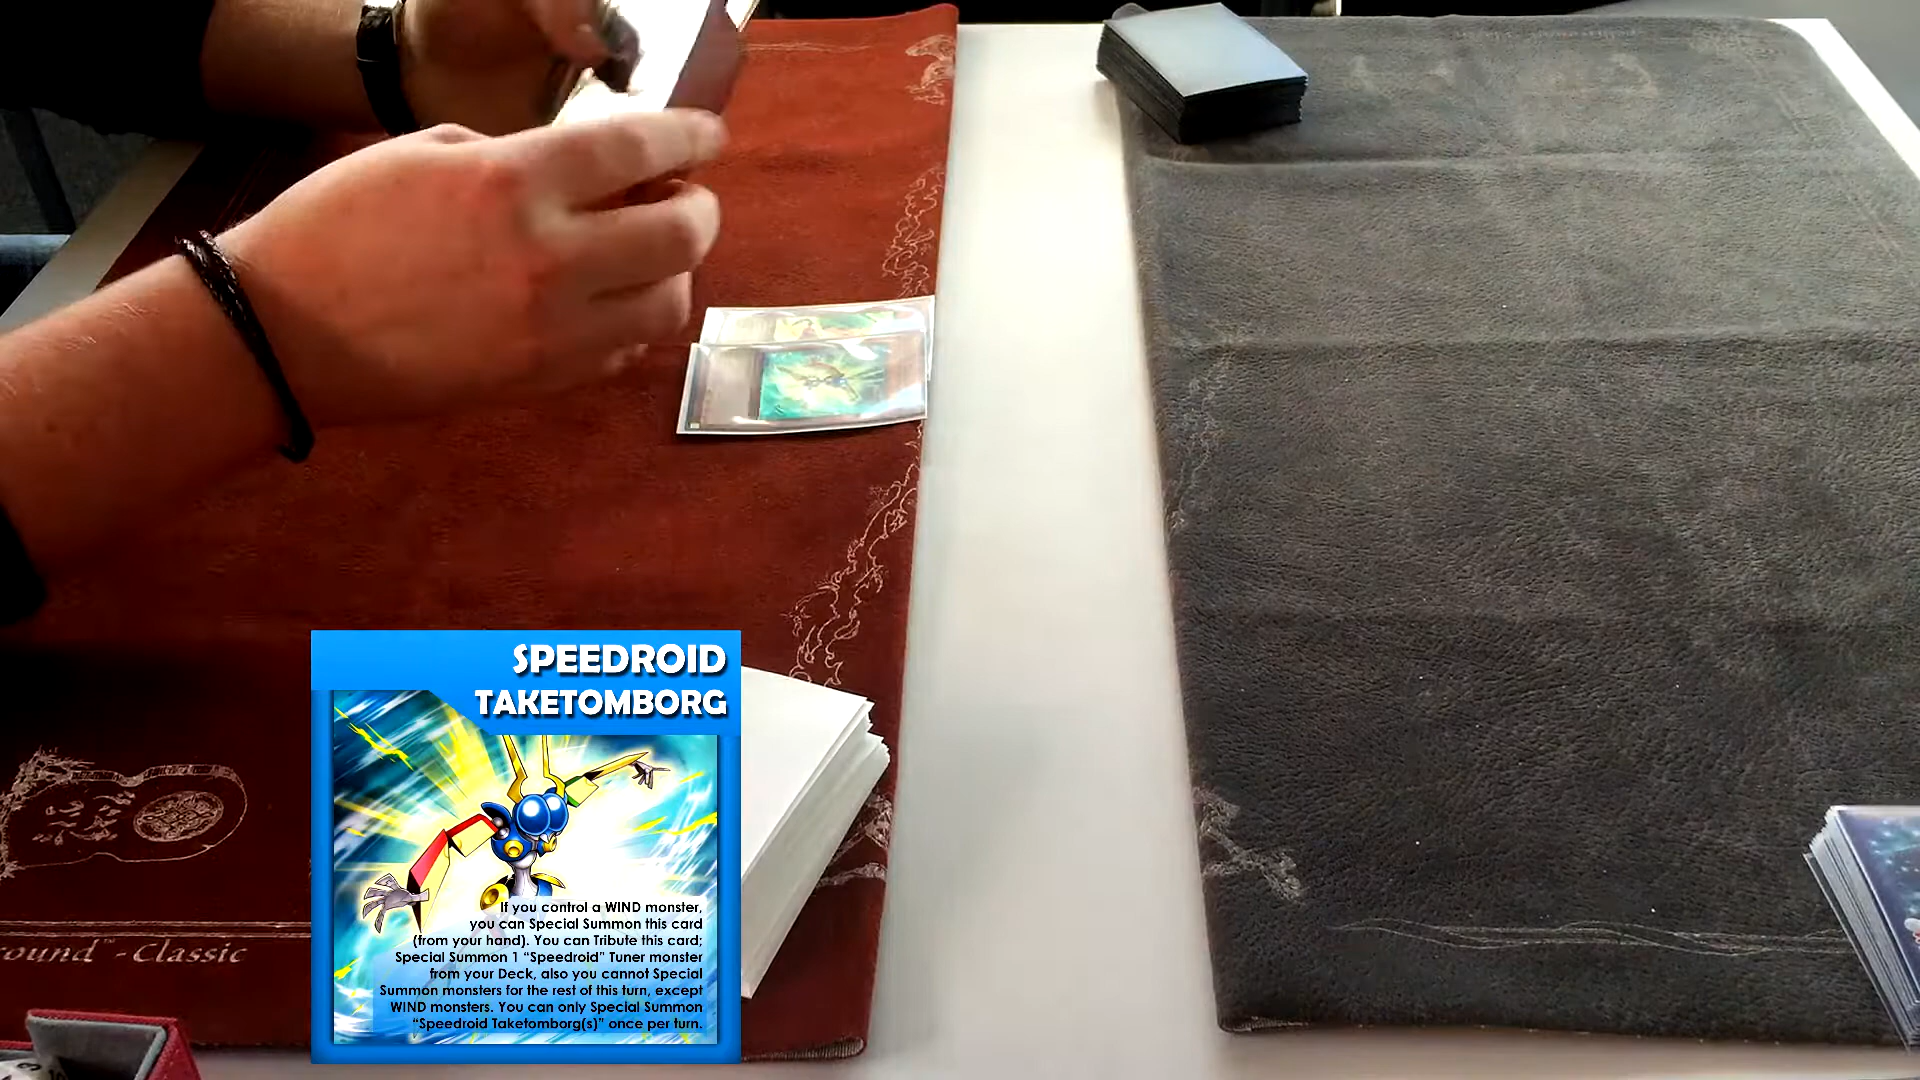 SPEEDROID
TAKETOMBORG
If you control a WIND monster,
you can Special Summon this card
(from your hand). You can Tribute this card;
Special Summon 1 “Speedroid” Tuner monster
from your Deck, also you cannot Special
Summon monsters for the rest of this turn, except
WIND monsters. You can only Special Summon
“Speedroid Taketomborg(s)” once per turn.
ound™-Classic